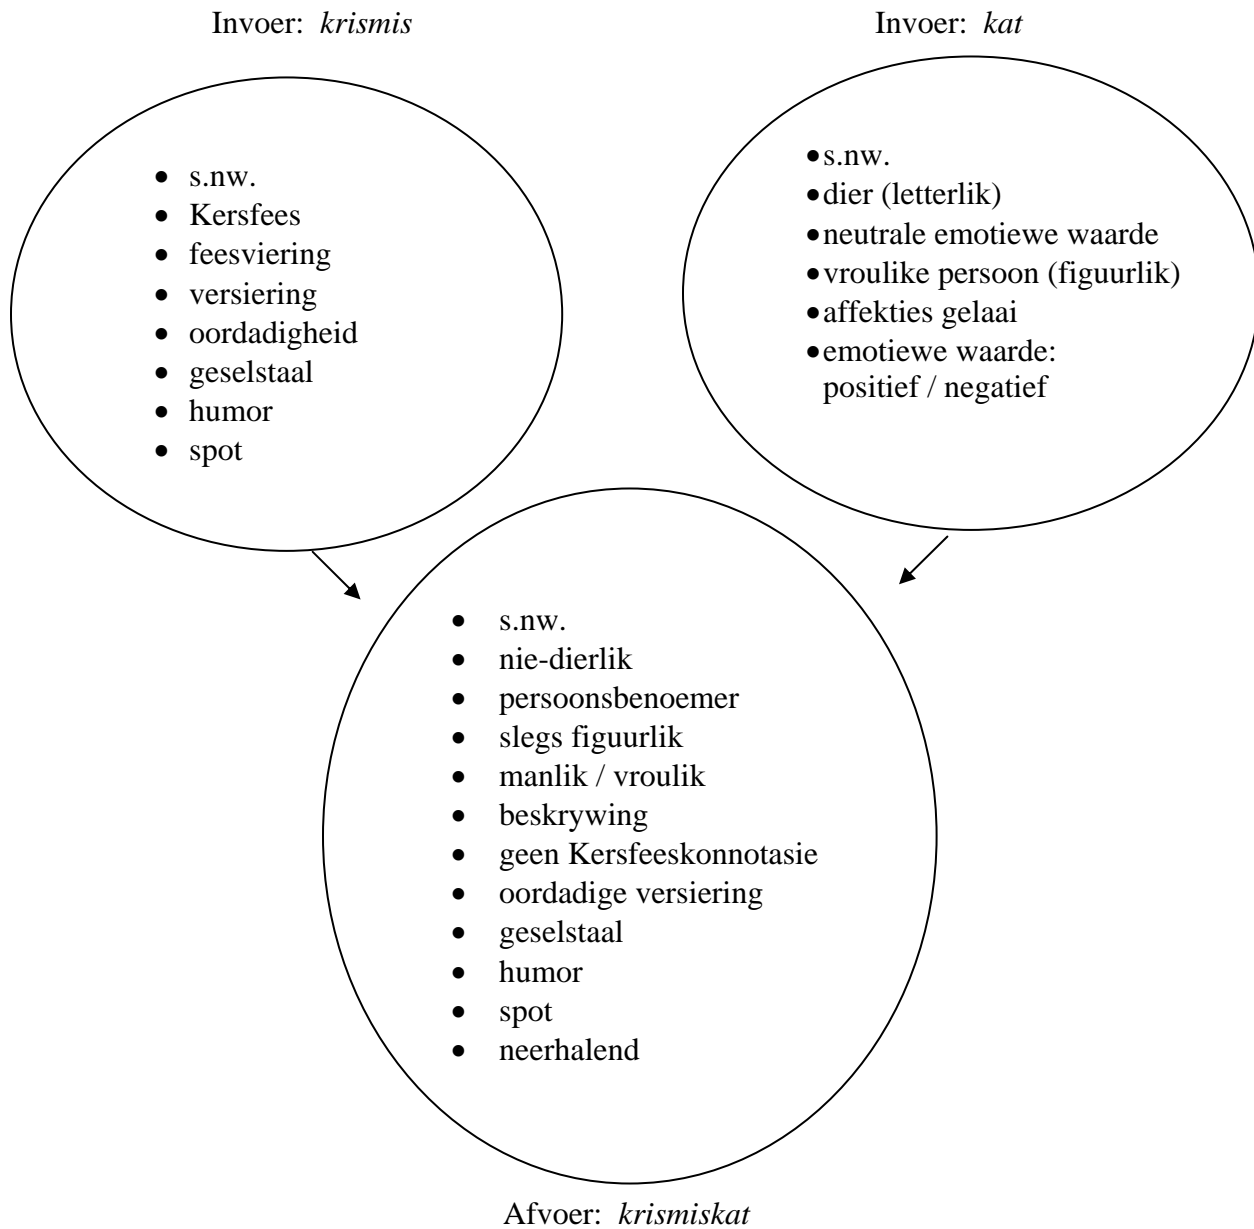 Invoer: krismis
Invoer: kat
• s.nw.
• Kersfees
• feesviering
• versiering
• oordadigheid
• geselstaal
• humor
• spot
• s.nw.
• dier (letterlik)
• neutrale emotiewe waarde
• vroulike persoon (figuurlik)
• affekties gelaai
• emotiewe waarde:
positief / negatief
• s.nw.
• nie-dierlik
• persoonsbenoemer
• slegs figuurlik
• manlik / vroulik
• beskrywing
• geen Kersfeeskonnotasie
• oordadige versiering
• geselstaal
• humor
• spot
• neerhalend
Afvoer: krismiskat